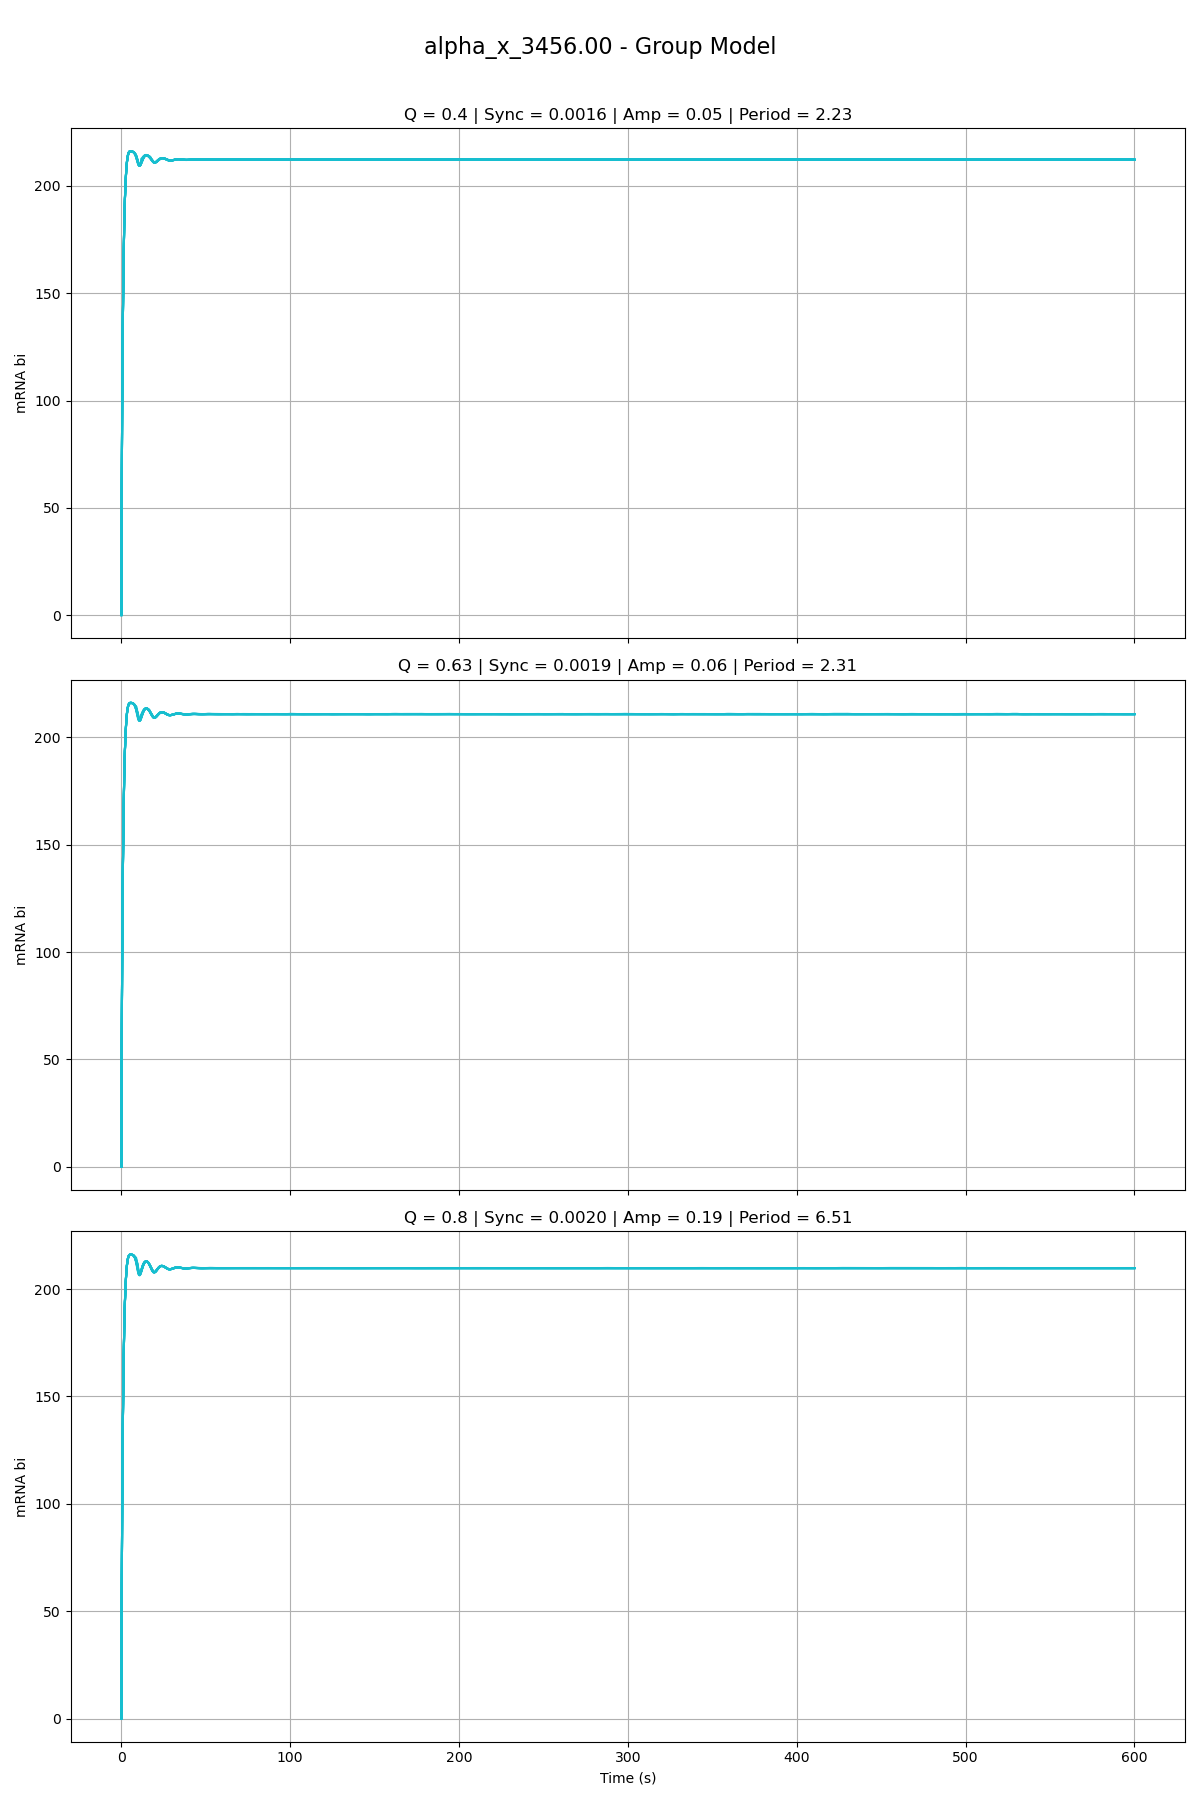 alpha_x_3456.00 - Group Model
Q = 0.4 | Sync = 0.0016 | Amp = 0.05 | Period = 2.23
200
150
100
50
0
mRNA bi
Q = 0.63 | Sync = 0.0019 | Amp = 0.06 | Period = 2.31
200
150
100
50
0
mRNA bi
Q = 0.8 | Sync = 0.0020 | Amp = 0.19 | Period = 6.51
200
150
100
50
0
mRNA bi
0 100 200 300 400 500 600
Time (s)